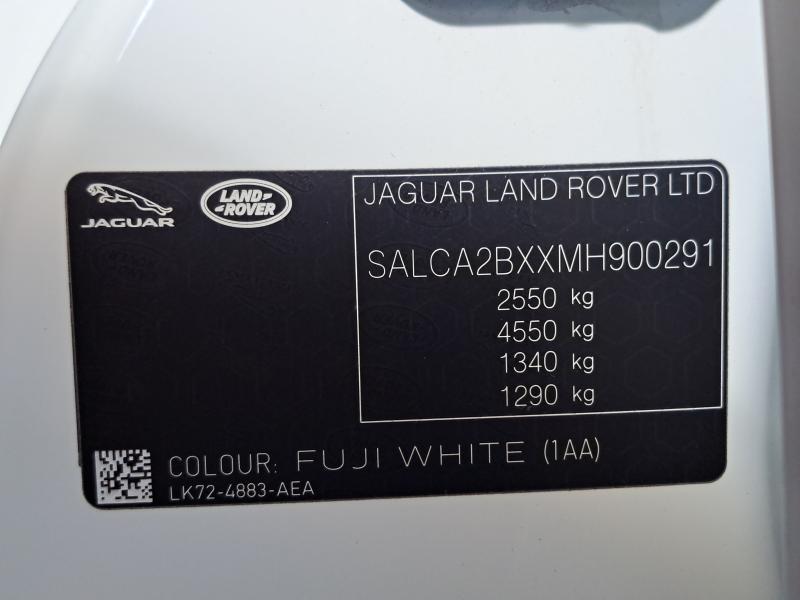 JAGUAR
LAND
ROVER
JAGUAR LAND ROVER LTD
SALCA2BXXMH900291
2550 kg
4550 kg
1340 kg
1290 kg
COLOUR: FUJI WHITE (1AA)
LK72-4883-AEA